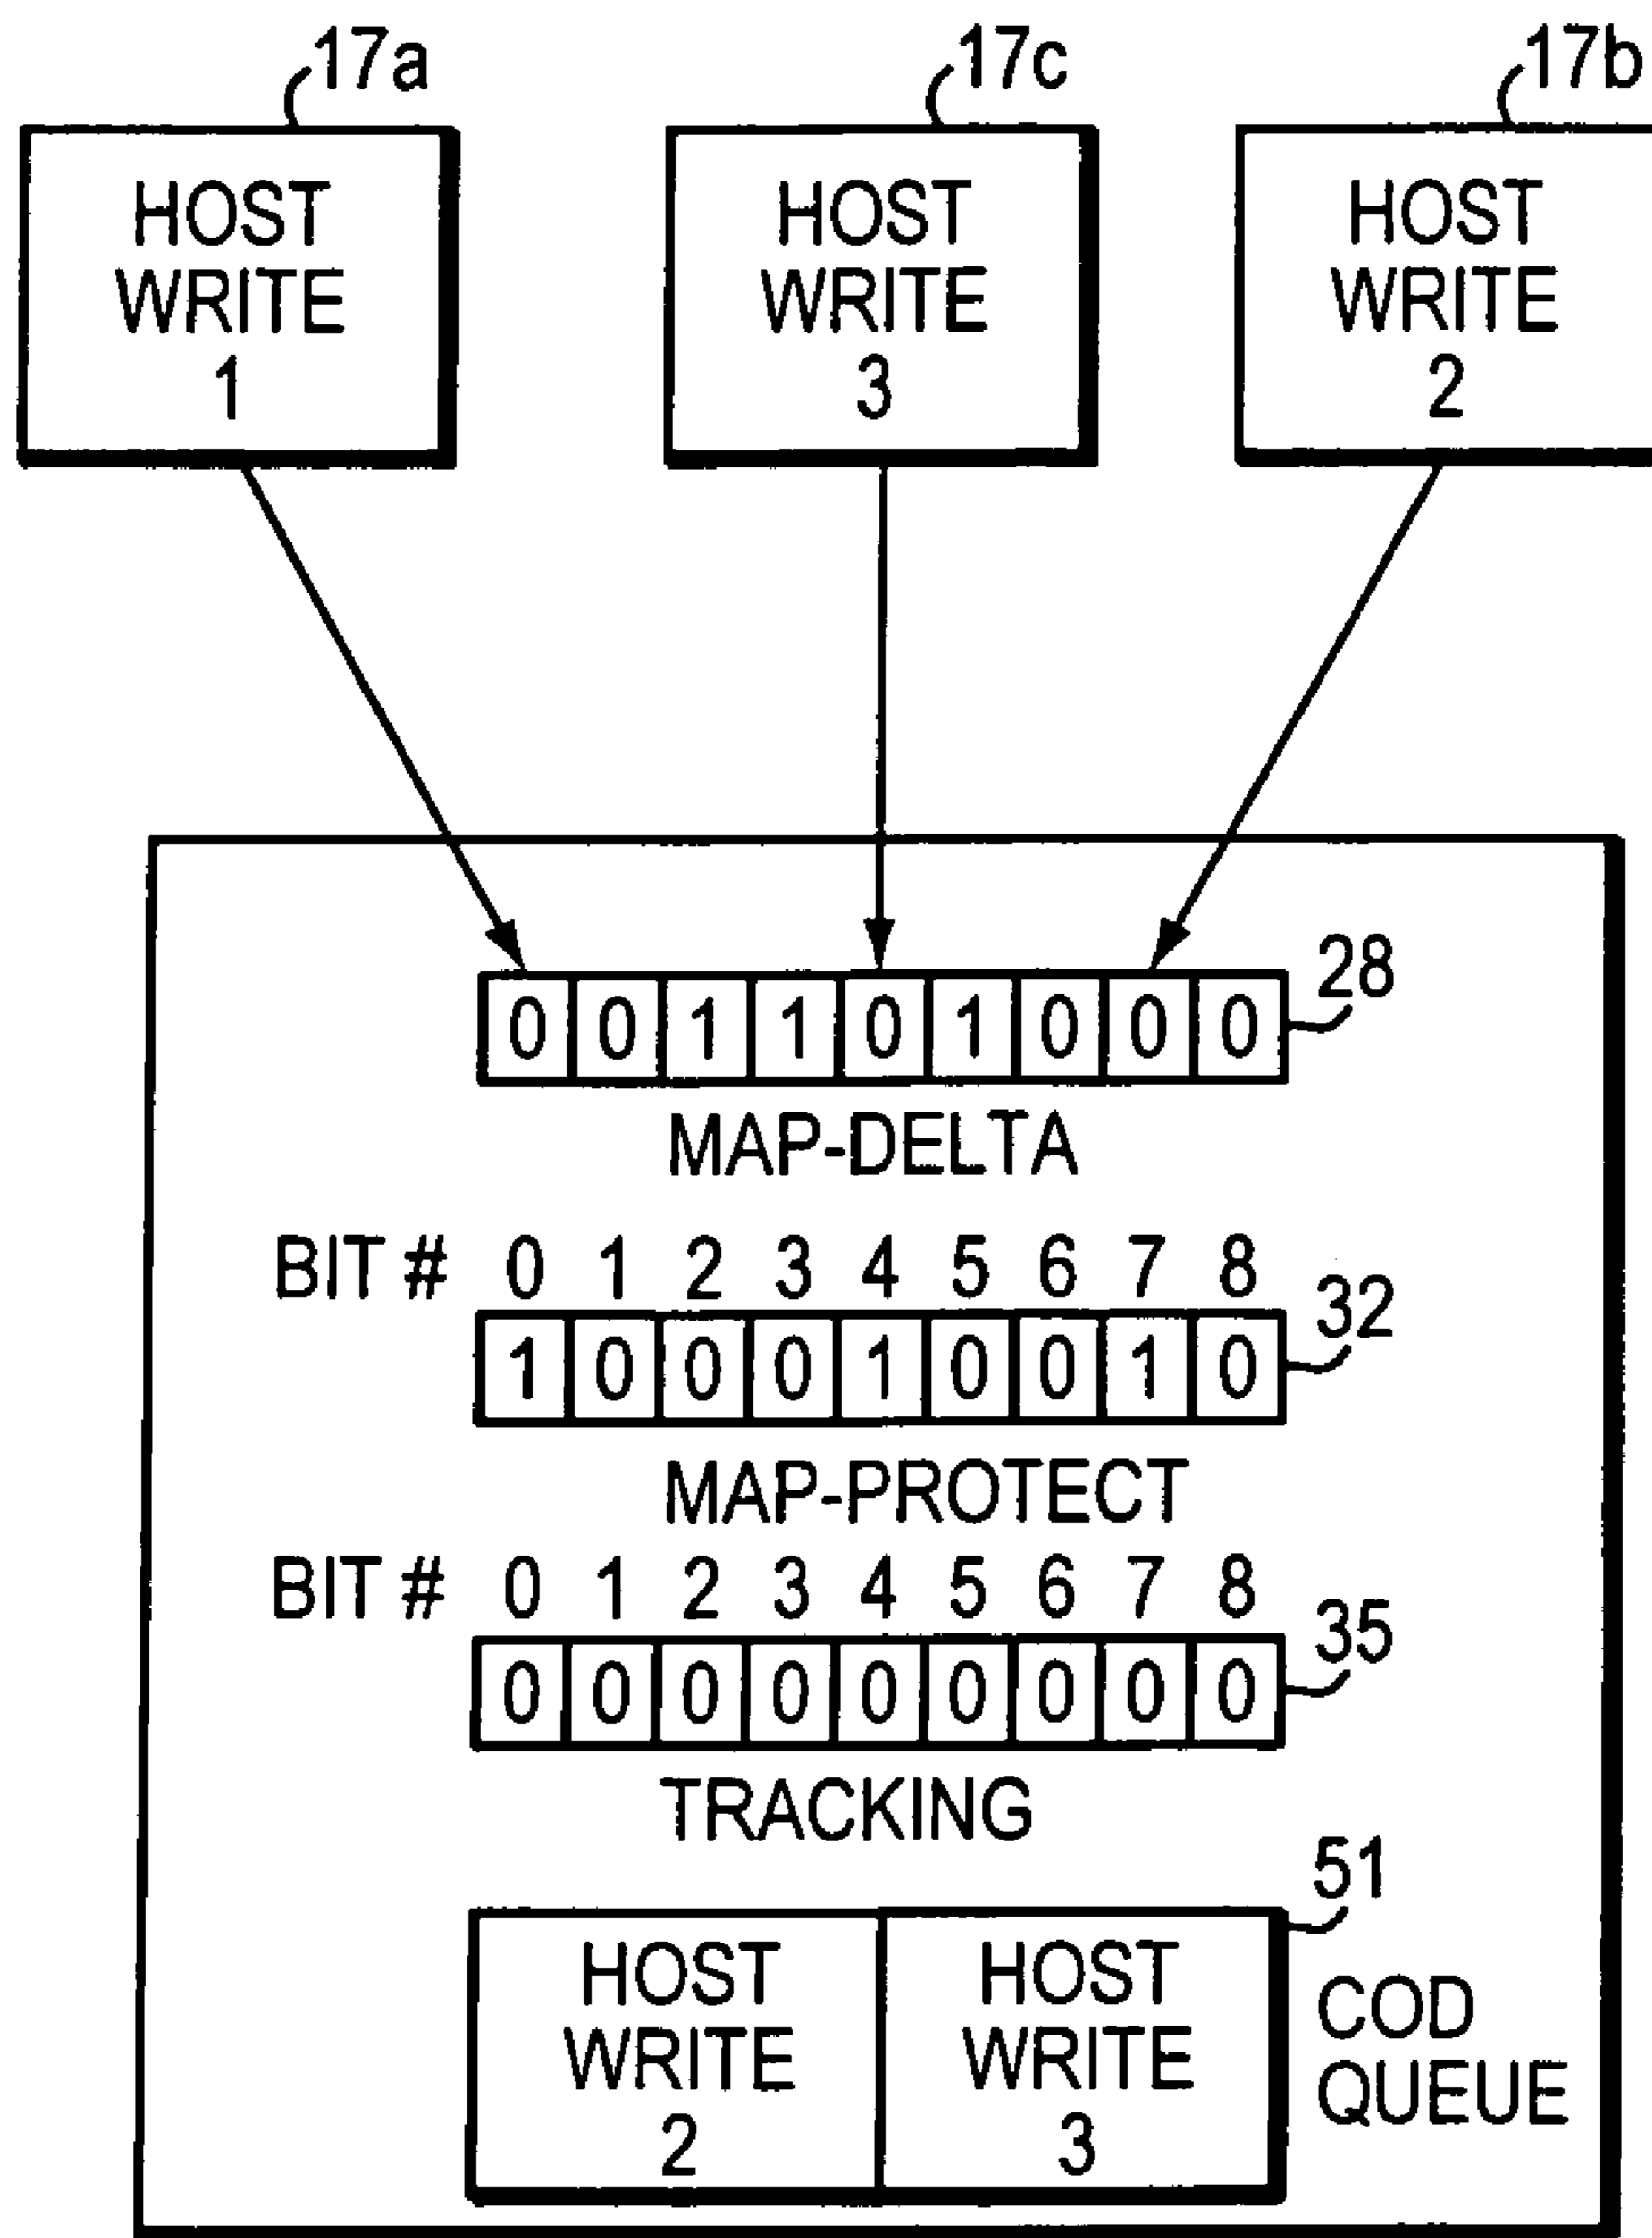 17a 17c 17b
HOST HOST HOST
WRITE WRITE WRITE
1 3 2
28
0 0 1 1 0 1 0 0 0
MAP-DELTA
BIT # 0 1 2 3 4 5 6 7 8
32
1 0 0 0 1 0 0 1 0
MAP-PROTECT
BIT # 0 1 2 3 4 5 6 7 8
35
0 0 0 0 0 0 0 0 0
TRACKING
51
HOST HOST
WRITE WRITE
2 3
COD
QUEUE